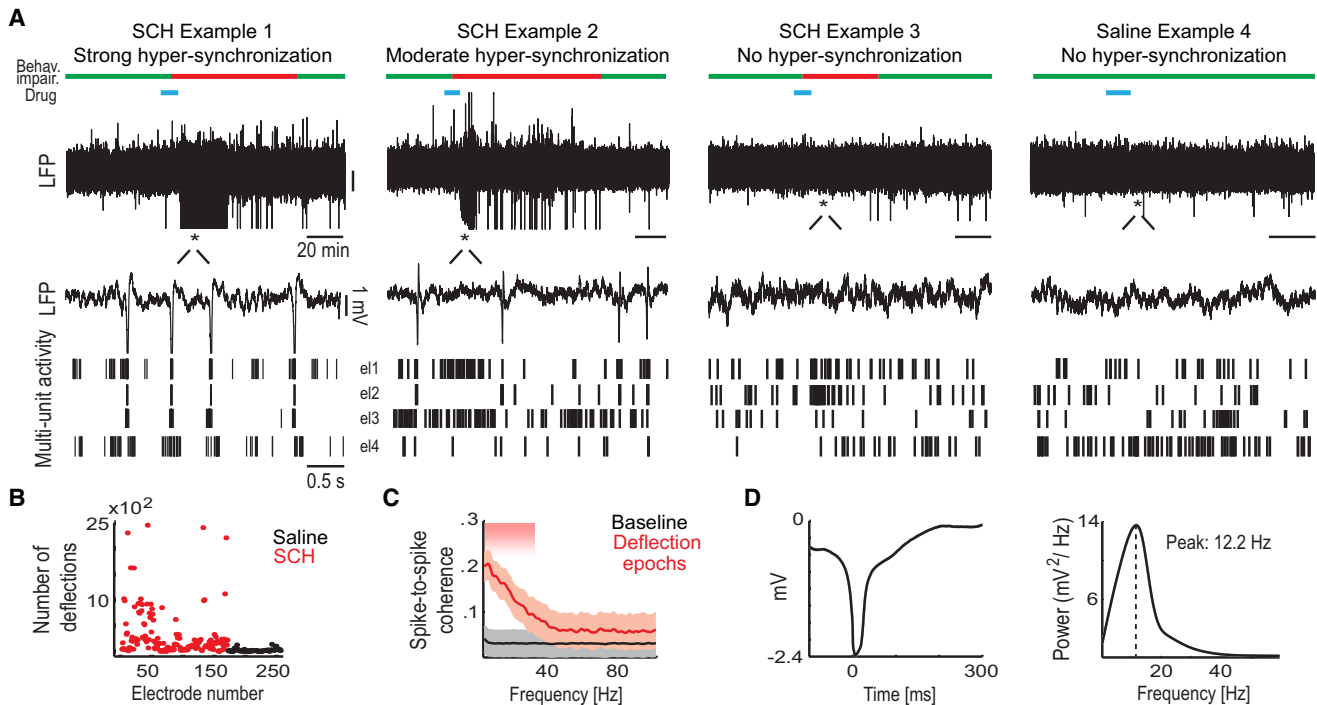 A
SCH Example 1
Strong hyper-synchronization
SCH Example 2
Moderate hyper-synchronization
SCH Example 3
No hyper-synchronization
Saline Example 4
No hyper-synchronization
Behav.
impair.
Drug
LFP
*
*
*
*
20 min
LFP
1 mV
Multi-unit activity
el1
el2
el3
el4
0.5 s
B
×10²
25
10
Number of
deflections
Saline
SCH
50
150
250
Electrode number
C
.3
.2
.1
0
Spike-to-spike
coherence
Baseline
Deflection
epochs
40
80
Frequency [Hz]
D
0
mV
-2.4
0
300
Time [ms]
14
6
Power (mV²/ Hz)
Peak: 12.2 Hz
20
40
Frequency [Hz]